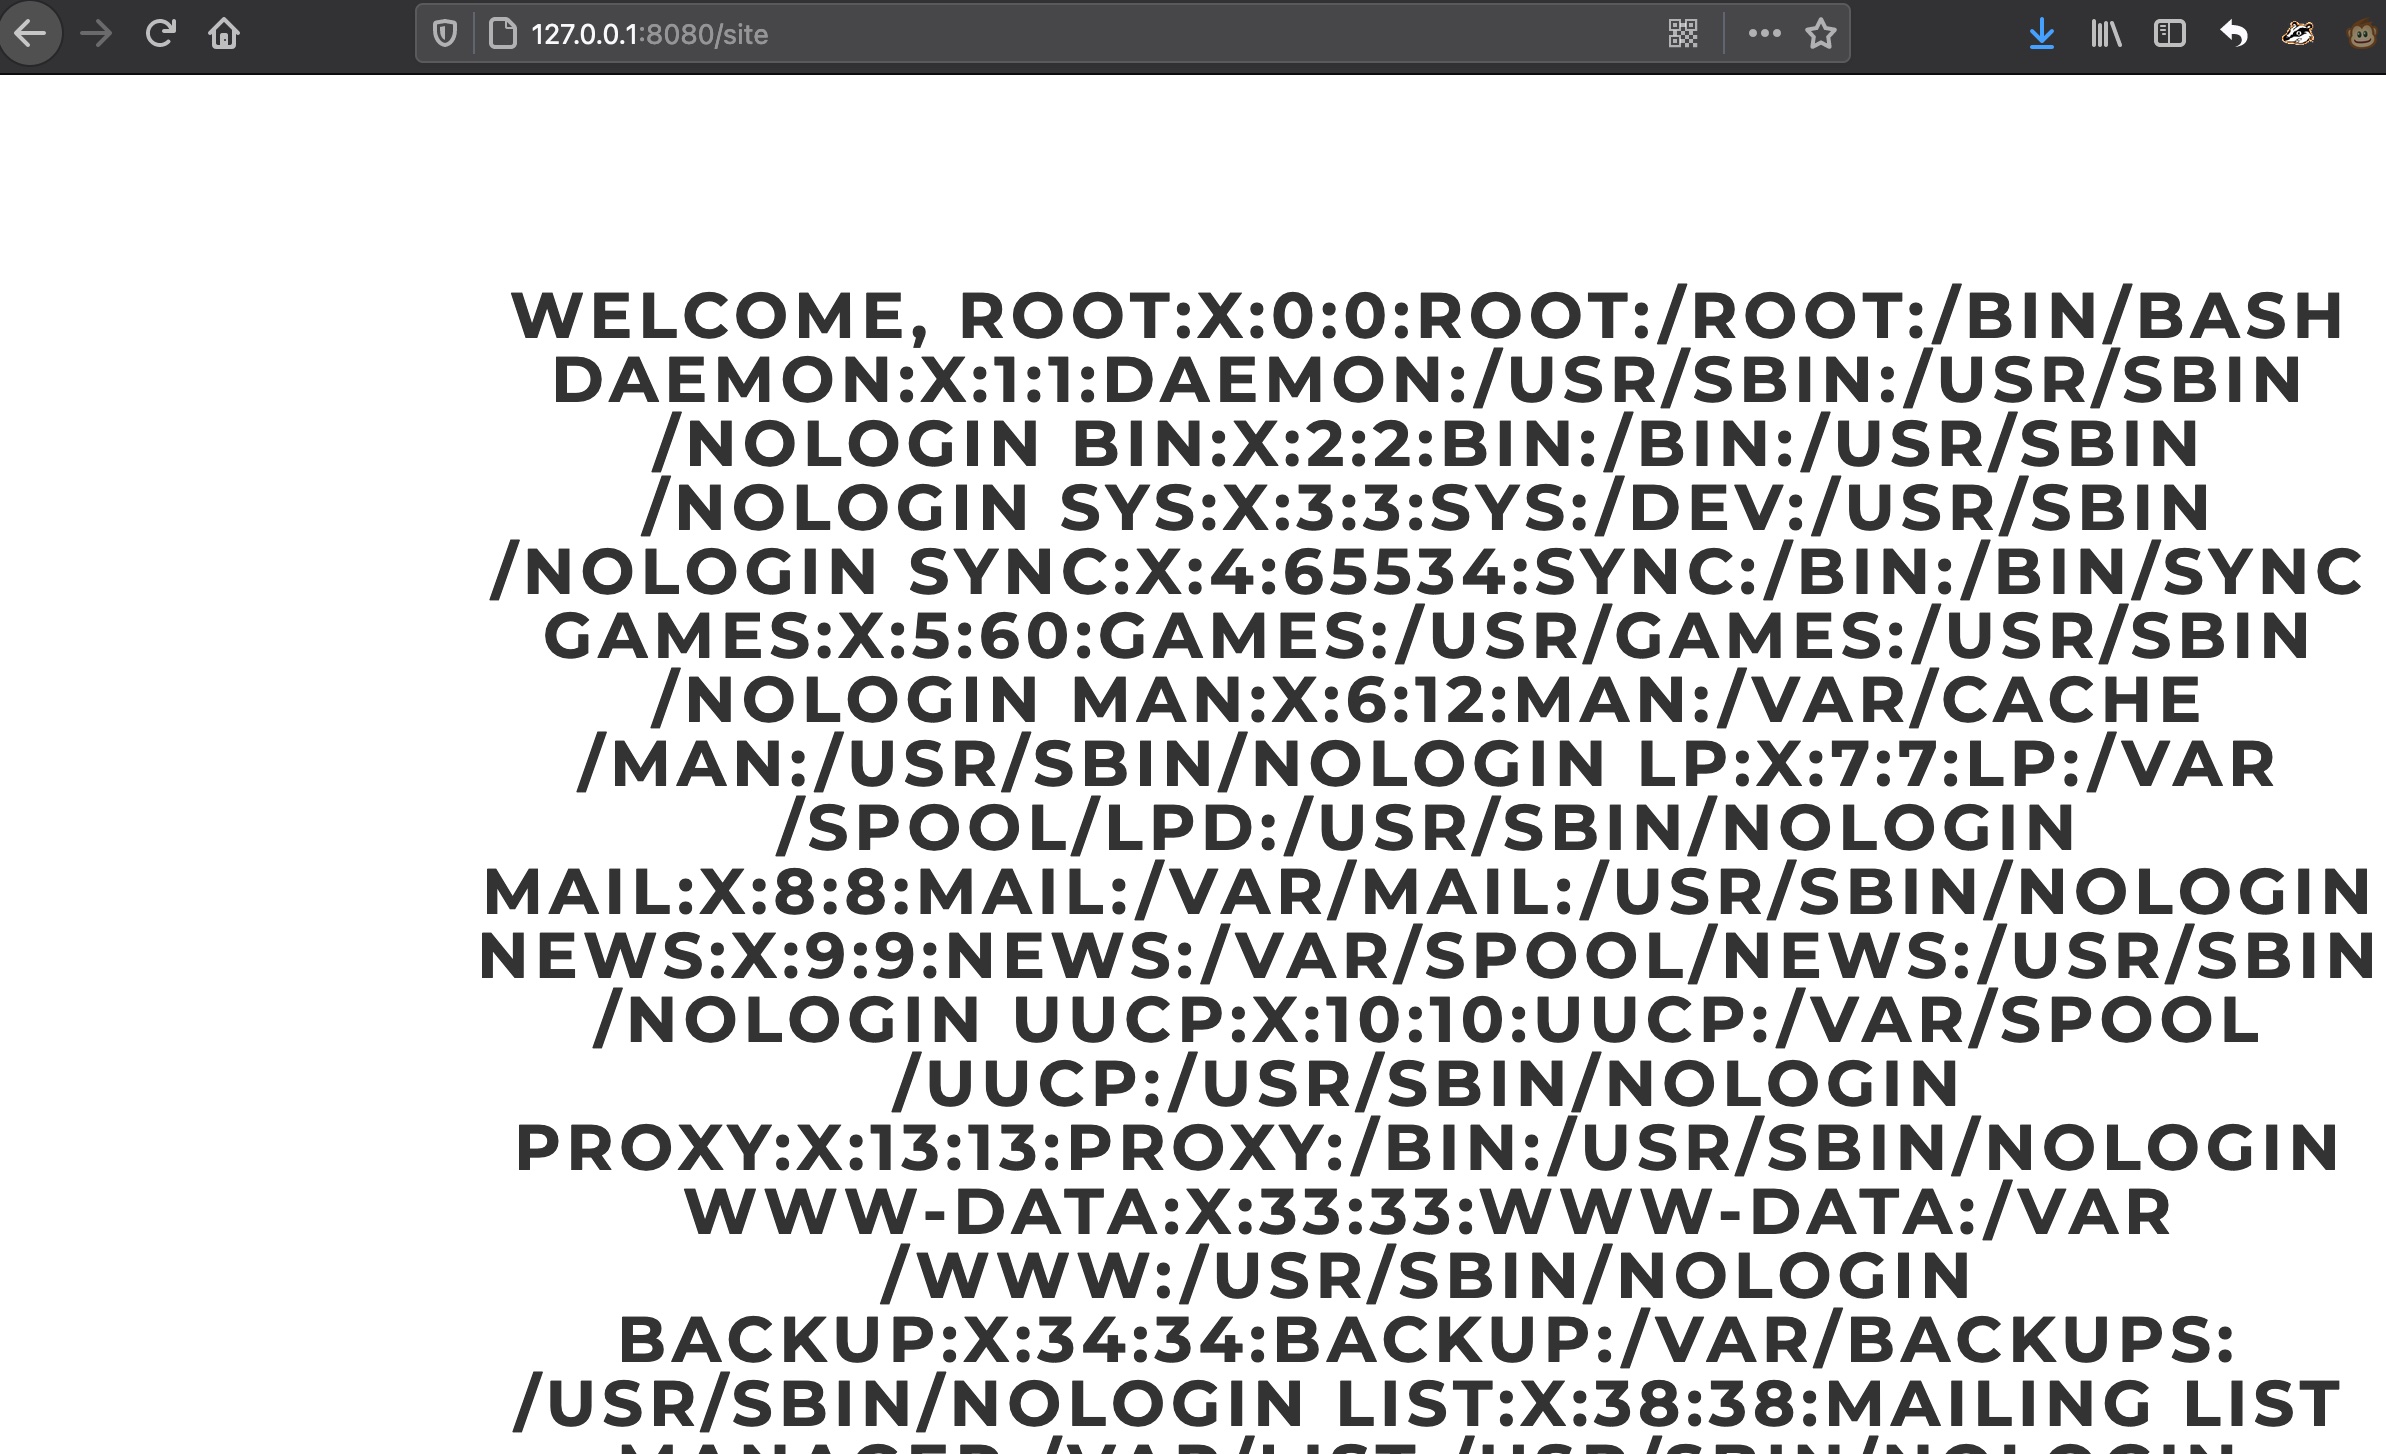 127.0.0.1:8080/site
WELCOME, ROOT:X:0:0:ROOT:/ROOT:/BIN/BASH
DAEMON:X:1:1:DAEMON:/USR/SBIN:/USR/SBIN
/NOLOGIN BIN:X:2:2:BIN:/BIN:/USR/SBIN
/NOLOGIN SYS:X:3:3:SYS:/DEV:/USR/SBIN
/NOLOGIN SYNC:X:4:65534:SYNC:/BIN:/BIN/SYNC
GAMES:X:5:60:GAMES:/USR/GAMES:/USR/SBIN
/NOLOGIN MAN:X:6:12:MAN:/VAR/CACHE
/MAN:/USR/SBIN/NOLOGIN LP:X:7:7:LP:/VAR
/SPOOL/LPD:/USR/SBIN/NOLOGIN
MAIL:X:8:8:MAIL:/VAR/MAIL:/USR/SBIN/NOLOGIN
NEWS:X:9:9:NEWS:/VAR/SPOOL/NEWS:/USR/SBIN
/NOLOGIN UUCP:X:10:10:UUCP:/VAR/SPOOL
/UUCP:/USR/SBIN/NOLOGIN
PROXY:X:13:13:PROXY:/BIN:/USR/SBIN/NOLOGIN
WWW-DATA:X:33:33:WWW-DATA:/VAR
/WWW:/USR/SBIN/NOLOGIN
BACKUP:X:34:34:BACKUP:/VAR/BACKUPS:
/USR/SBIN/NOLOGIN LIST:X:38:38:MAILING LIST
MANAGER:/VAR/LIST:/USR/SBIN/NOLOGIN